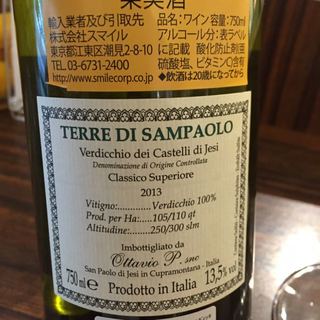 果実酒
輸入業者及び引取先
株式会社スマイル
東京都江東区潮見2-8-10
TEL 03-6731-2400
www.smilecorp.co.jp
品名:ワイン 容量:750ml
アルコール分:表ラベル
に記載 酸化防止剤(亜
硫酸塩、ビタミンC)含有
◆飲酒は20歳になってから
TERRE DI SAMPAOLO
Verdicchio dei Castelli di Jesi
Denominazione di Origine Controllata
Classico Superiore
2013
Vitigno:..............Verdicchio 100%
Prod. per Ha:.....105/110 qt
Altitudine:........250/300 slm
Imbottigliato da
Ottavio P. snc
San Paolo di Jesi in Cupramontana - Italia
Prodotto in Italia
750 ml e
13,5% vol